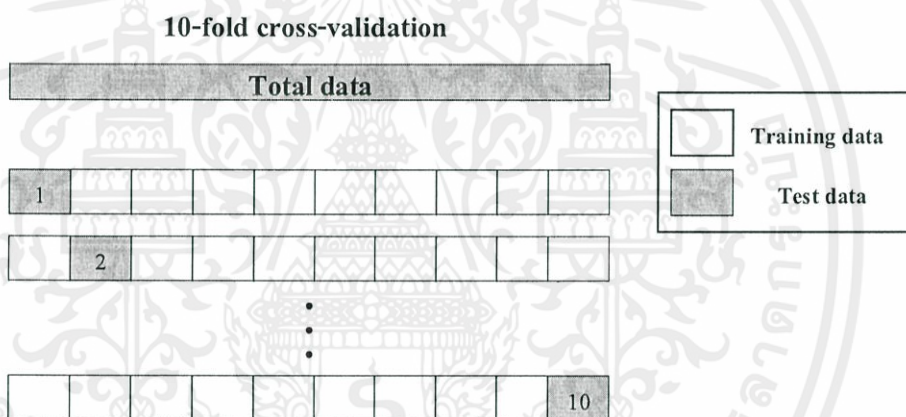 10-fold cross-validation
Total data
Training data
Test data
1
2
10